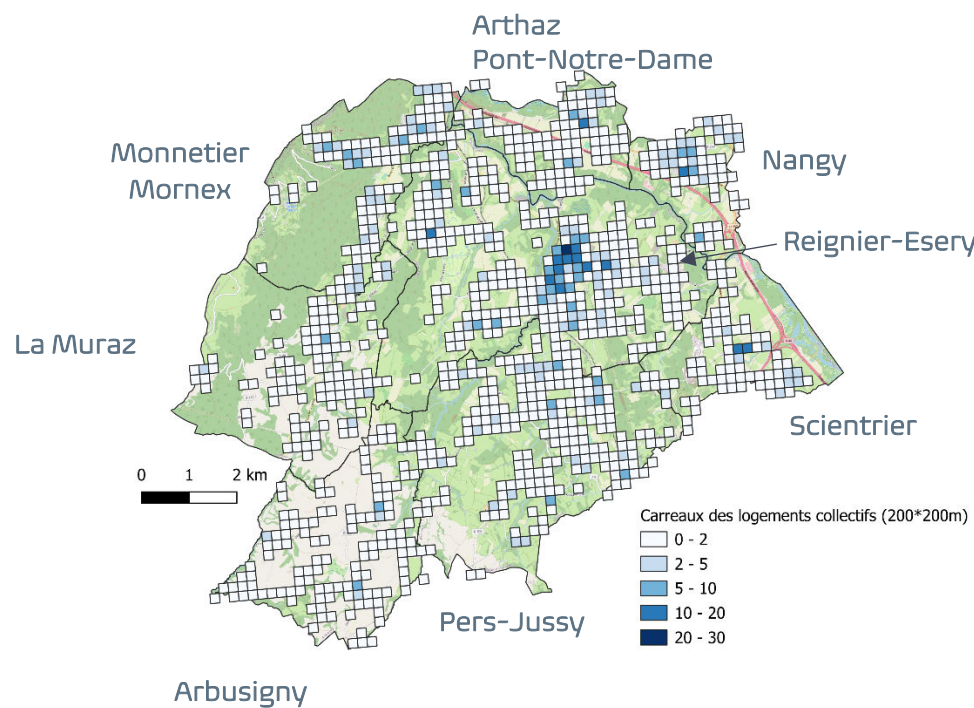 Arthaz
Pont-Notre-Dame
Monnetier
Mornex
Nangy
Reignier-Esery
La Muraz
Scientrier
0 1 2 km
Carreaux des logements collectifs (200*200m)
0 - 2
2 - 5
5 - 10
10 - 20
20 - 30
Pers-Jussy
Arbusigny